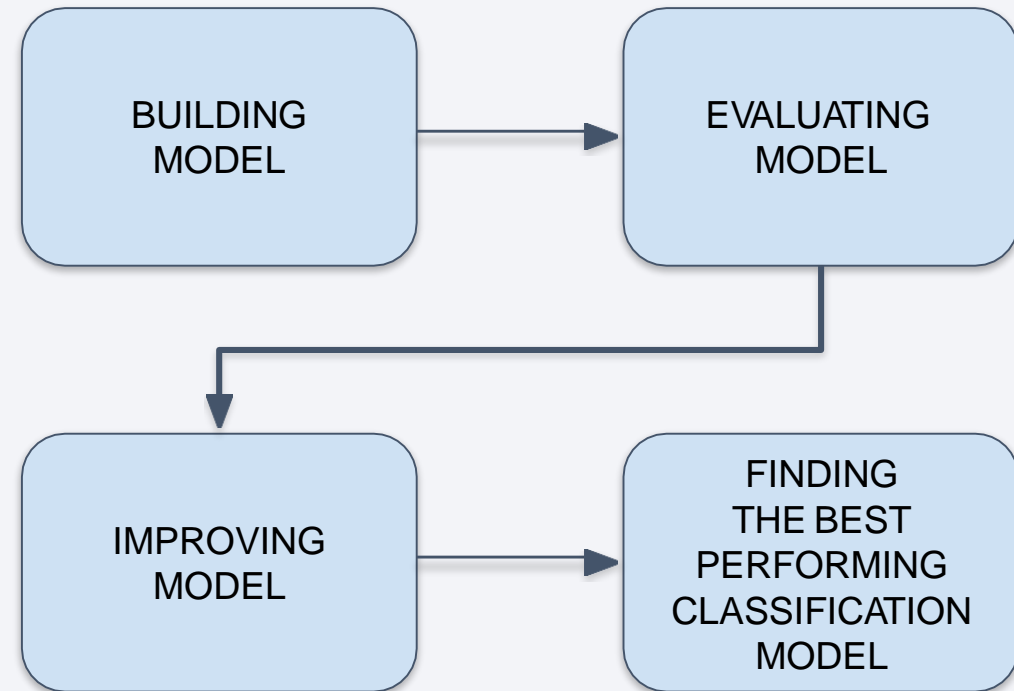 BUILDING
MODEL
EVALUATING
MODEL
IMPROVING
MODEL
FINDING
THE BEST
PERFORMING
CLASSIFICATION
MODEL